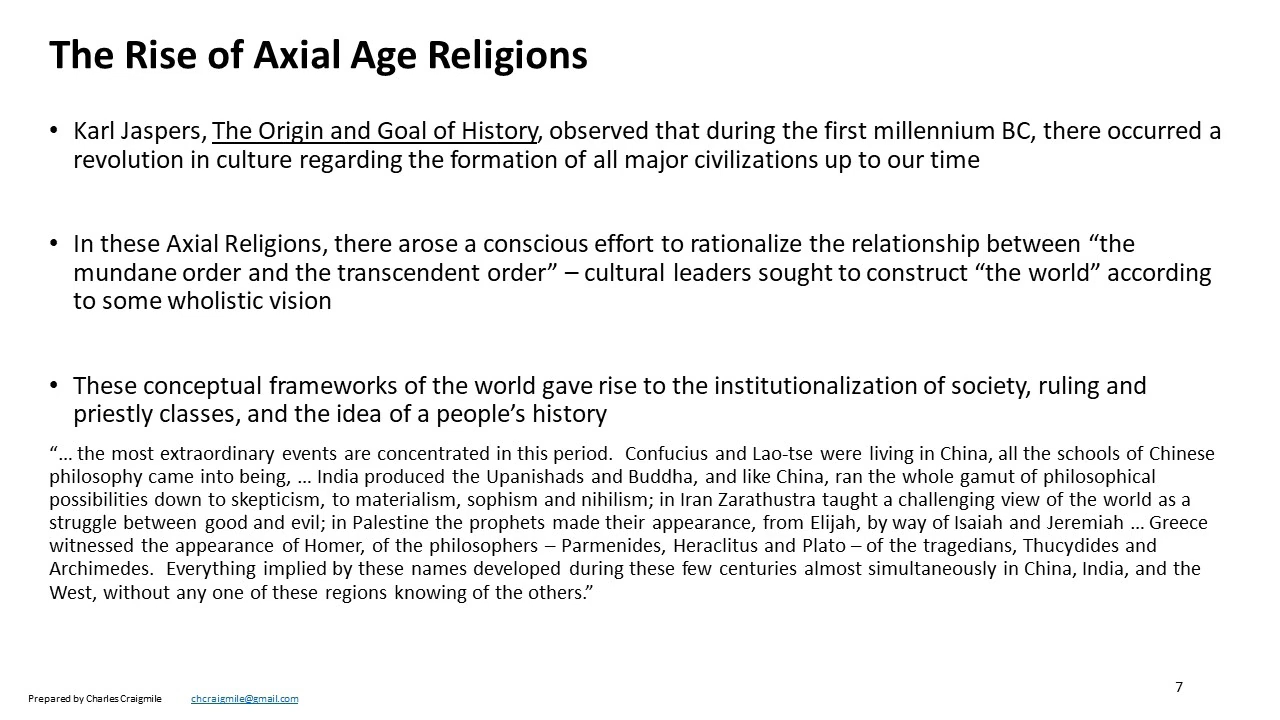 The Rise of Axial Age Religions
• Karl Jaspers, The Origin and Goal of History, observed that during the first millennium BC, there occurred a
revolution in culture regarding the formation of all major civilizations up to our time
• In these Axial Religions, there arose a conscious effort to rationalize the relationship between “the
mundane order and the transcendent order” – cultural leaders sought to construct “the world” according
to some wholistic vision
• These conceptual frameworks of the world gave rise to the institutionalization of society, ruling and
priestly classes, and the idea of a people’s history
“... the most extraordinary events are concentrated in this period.  Confucius and Lao-tse were living in China, all the schools of Chinese
philosophy came into being, ... India produced the Upanishads and Buddha, and like China, ran the whole gamut of philosophical
possibilities down to skepticism, to materialism, sophism and nihilism; in Iran Zarathustra taught a challenging view of the world as a
struggle between good and evil; in Palestine the prophets made their appearance, from Elijah, by way of Isaiah and Jeremiah ... Greece
witnessed the appearance of Homer, of the philosophers – Parmenides, Heraclitus and Plato – of the tragedians, Thucydides and
Archimedes.  Everything implied by these names developed during these few centuries almost simultaneously in China, India, and the
West, without any one of these regions knowing of the others.”
7
Prepared by Charles Craigmile chcraigmile@gmail.com